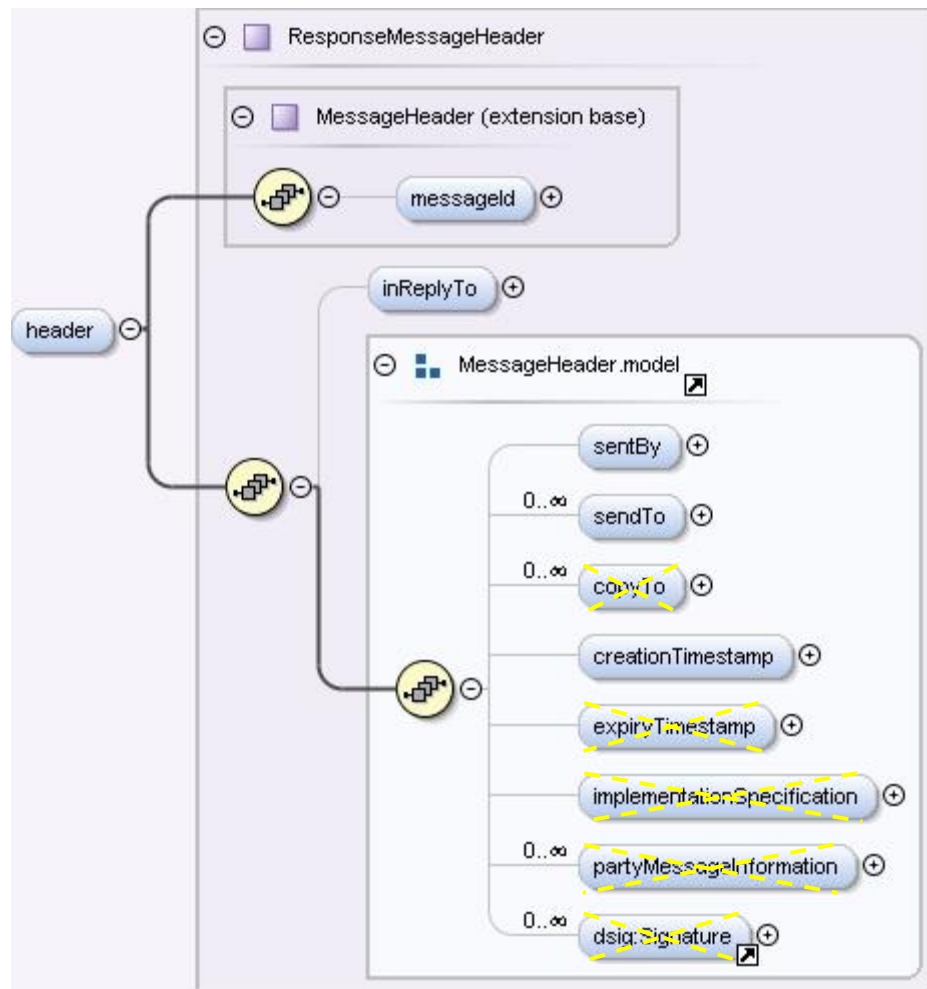 ResponseMessageHeader
MessageHeader (extension base)
messageId
inReplyTo
header
MessageHeader.model
sentBy
0..∞
sendTo
0..∞
copyTo
creationTimestamp
expiryTimestamp
implementationSpecification
0..∞
partyMessageInformation
0..∞
dsig:Signature